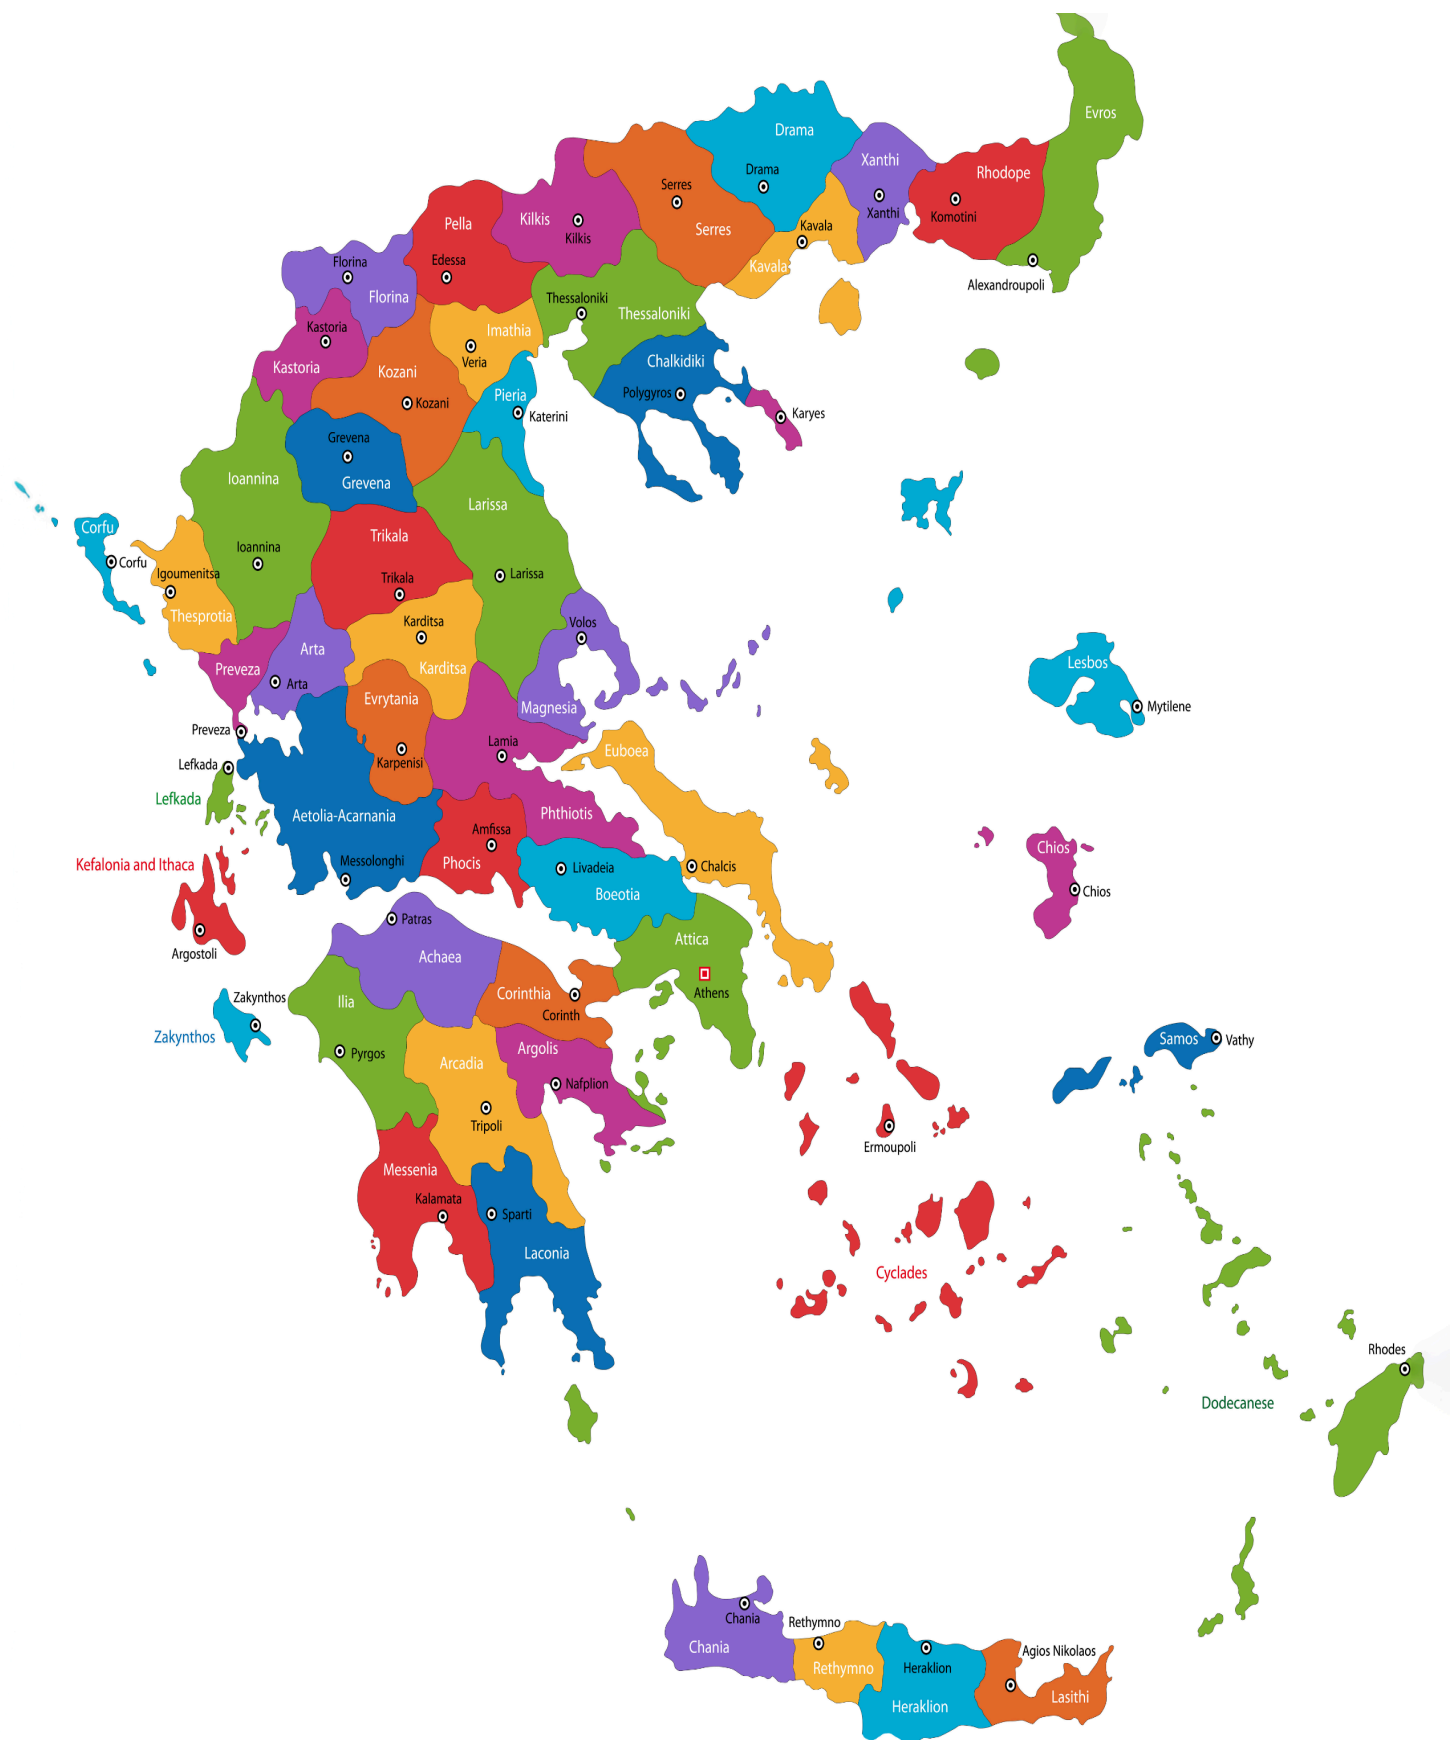 Evros
Drama
Xanthi
Drama
Rhodope
Serres
Xanthi
Komotini
Pella
Kilkis
Kilkis
Serres
Kavala
Kavala
Florina
Edessa
Florina
Alexandroupoli
Thessaloniki
Thessaloniki
Kastoria
Imathia
Veria
Kastoria
Kozani
Chalkidiki
Kozani
Pieria
Polygyros
Katerini
Karyes
Grevena
Grevena
Ioannina
Larissa
Corfu
Trikala
Ioannina
Corfu
Igoumenitsa
Trikala
Larissa
Thesprotia
Karditsa
Volos
Arta
Preveza
Karditsa
Lesbos
Arta
Evrytania
Magnesia
Mytilene
Preveza
Lamia
Euboea
Lefkada
Karpenisi
Lefkada
Aetolia-Acarnania
Phthiotis
Amfissa
Kefalonia and Ithaca
Messolonghi
Phocis
Livadeia
Chalcis
Chios
Boeotia
Chios
Patras
Argostoli
Achaea
Attica
Zakynthos
Ilia
Corinthia
Athens
Corinth
Zakynthos
Pyrgos
Arcadia
Argolis
Samos
Vathy
Nafplion
Tripoli
Ermoupoli
Messenia
Kalamata
Sparti
Laconia
Cyclades
Rhodes
Dodecanese
Chania
Rethymno
Chania
Rethymno
Heraklion
Agios Nikolaos
Heraklion
Lasithi